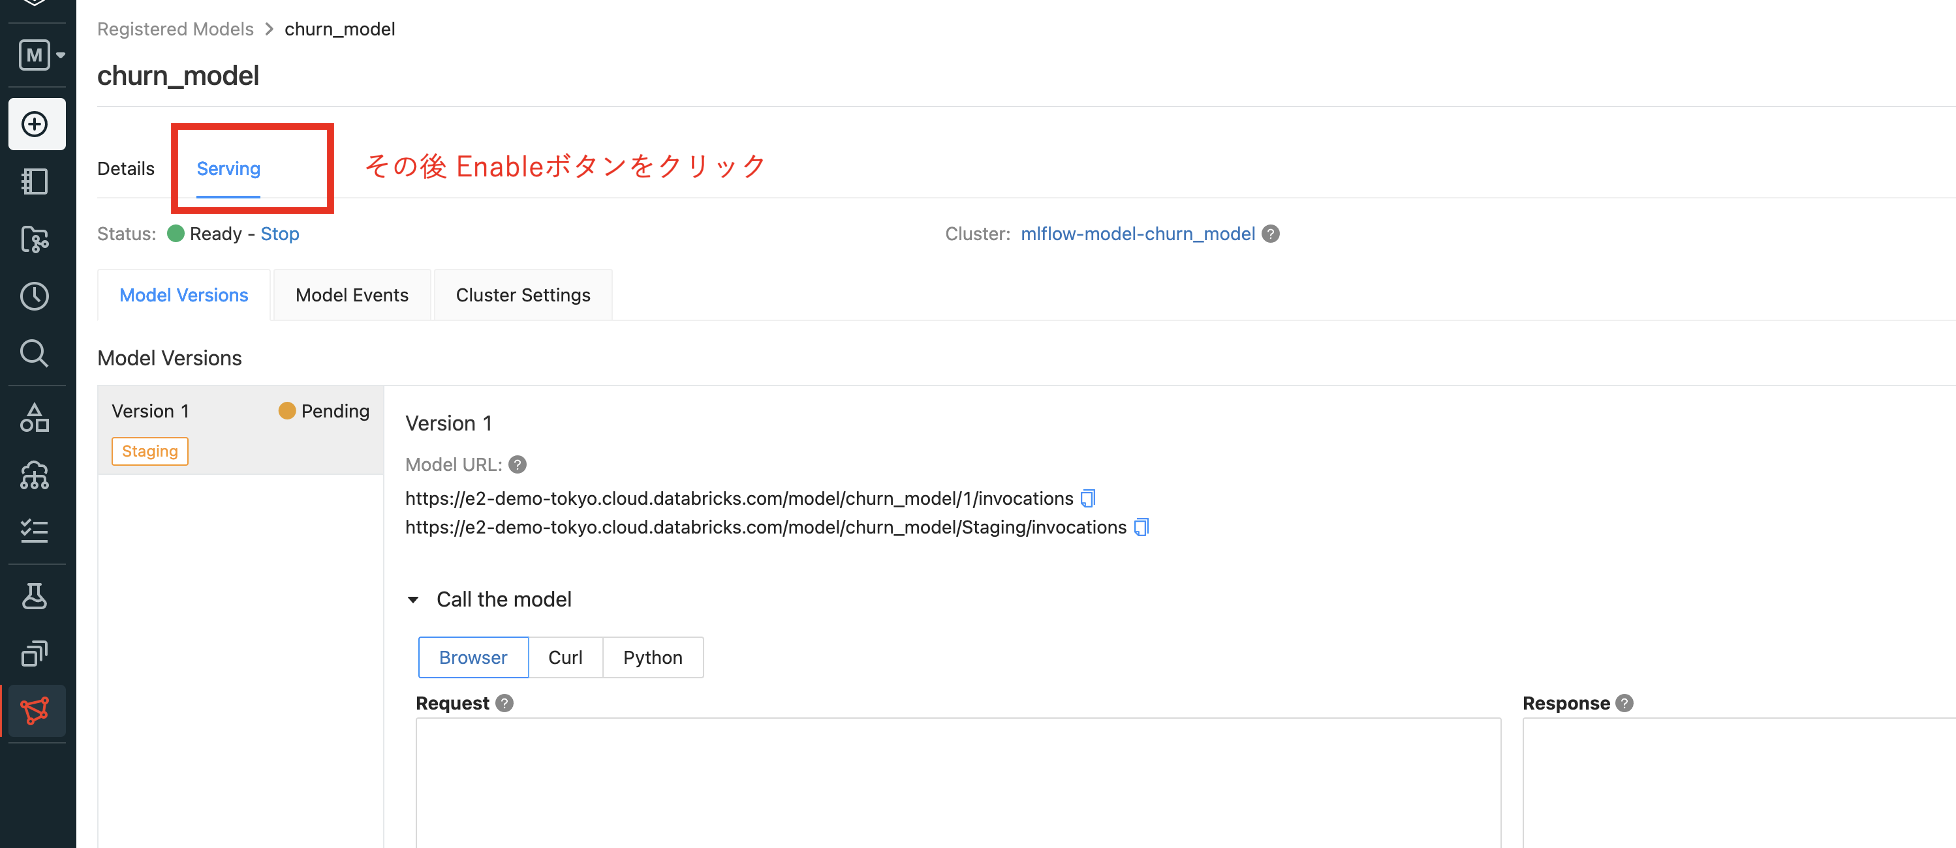 M
Registered Models > churn_model
churn_model
Details
Serving
その後 Enableボタンをクリック
Status: Ready - Stop
Cluster: mlflow-model-churn_model ?
Model Versions
Model Events
Cluster Settings
Model Versions
Version 1
Pending
Staging
Version 1
Model URL: ?
https://e2-demo-tokyo.cloud.databricks.com/model/churn_model/1/invocations
https://e2-demo-tokyo.cloud.databricks.com/model/churn_model/Staging/invocations
Call the model
Browser
Curl
Python
Request ?
Response ?